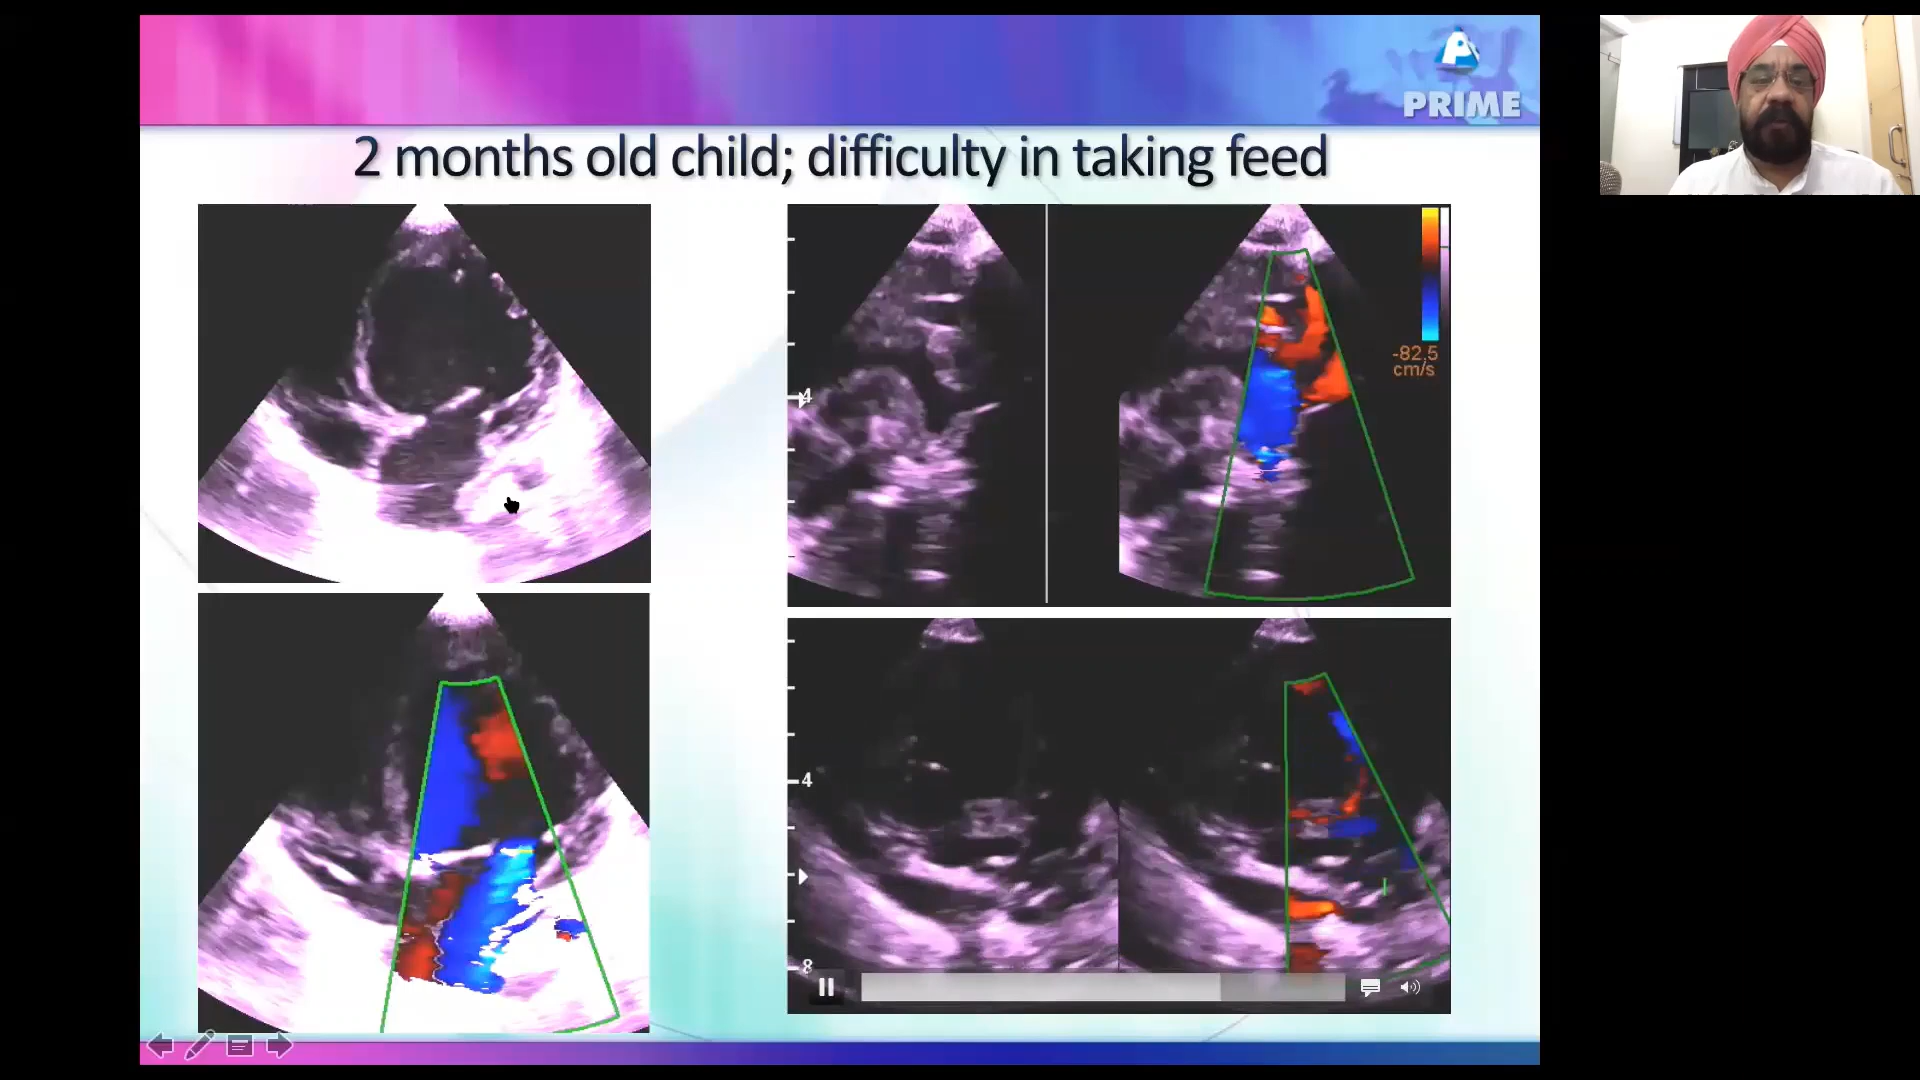 PRIME
2 months old child; difficulty in taking feed
-82.5
cm/s
4
4
8